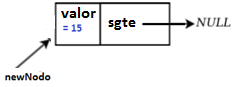 valor
= 15
sgte
NULL
newNodo